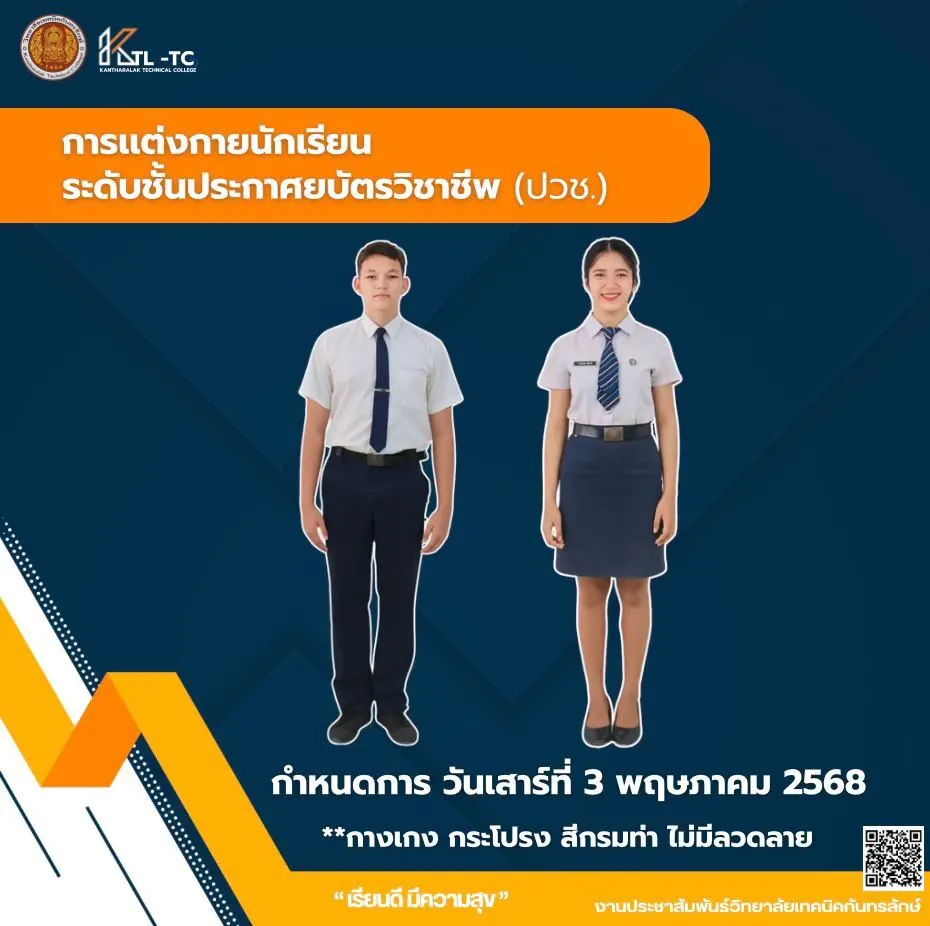 KTL -TC
KANTHARALAK TECHNICAL COLLEGE
การแต่งกายนักเรียน
ระดับชั้นประกาศยบัตรวิชาชีพ (ปวช.)
กำหนดการ วันเสาร์ที่ 3 พฤษภาคม 2568
**กางเกง กระโปรง สีกรมท่า ไม่มีลวดลาย
“ เรียนดี มีความสุข ”
งานประชาสัมพันธ์วิทยาลัยเทคนิคกันทรลักษ์